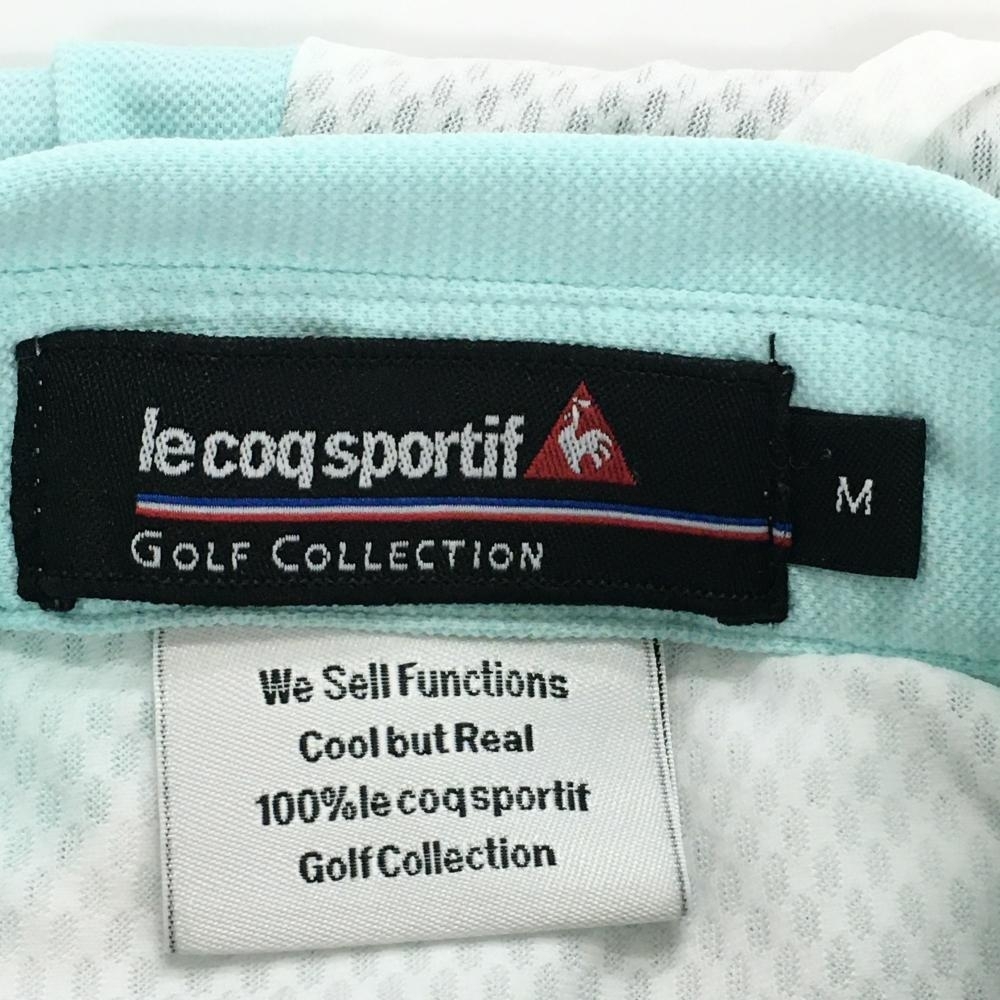 le coq sportif
GOLF COLLECTION
M
We Sell Functions
Cool but Real
100% le coq sportif
Golf Collection